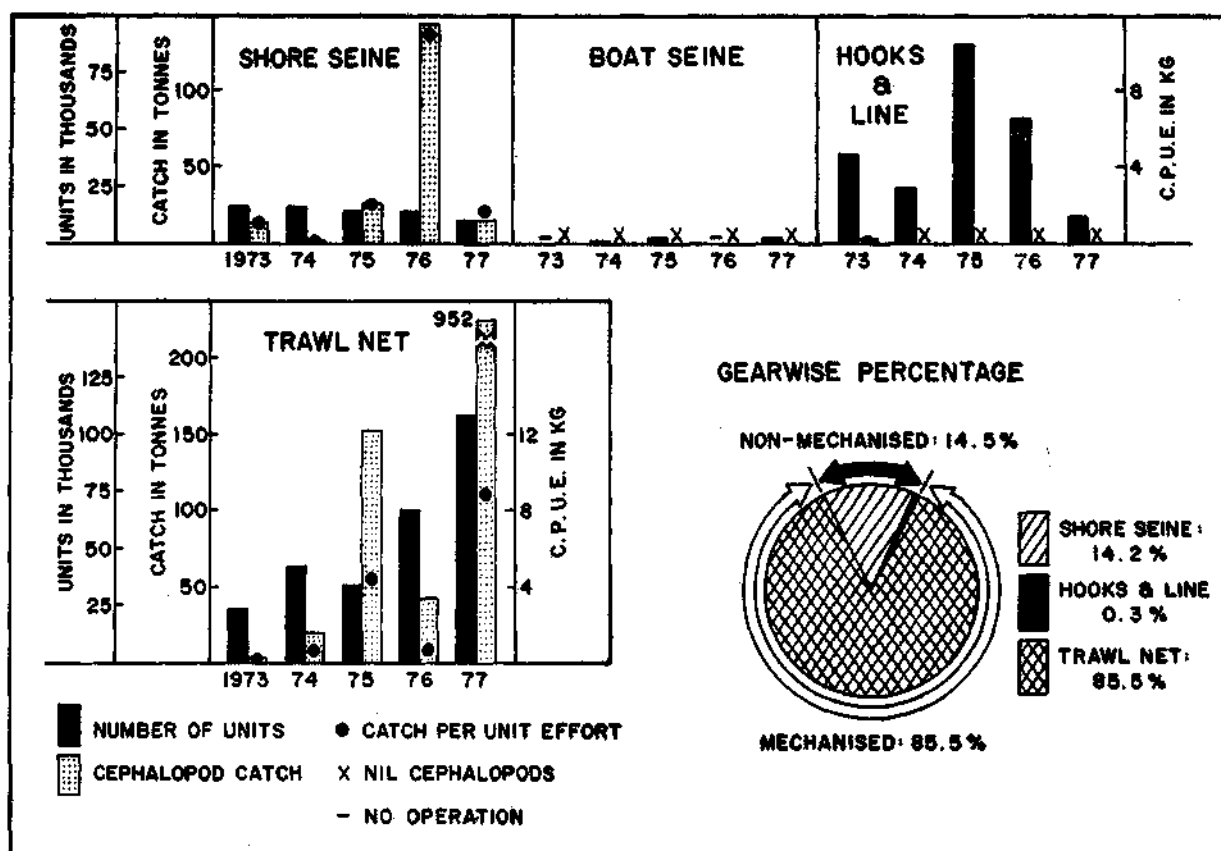 SHORE SEINE
BOAT SEINE
HOOKS
&
LINE
UNITS IN THOUSANDS
75
50
25
CATCH IN TONNES
100
50
8
4
C.P.U.E. IN KG
1973 74 75 76 77
73 74 75 76 77
73 74 75 76 77
TRAWL NET
952
UNITS IN THOUSANDS
125
100
75
50
25
CATCH IN TONNES
200
150
100
50
12
8
4
C.P.U.E. IN KG
1973 74 75 76 77
GEARWISE PERCENTAGE
NON-MECHANISED: 14.5%
SHORE SEINE:
14.2 %
HOOKS & LINE
0.3 %
TRAWL NET:
85.5 %
MECHANISED: 85.5%
NUMBER OF UNITS
CEPHALOPOD CATCH
● CATCH PER UNIT EFFORT
X NIL CEPHALOPODS
– NO OPERATION